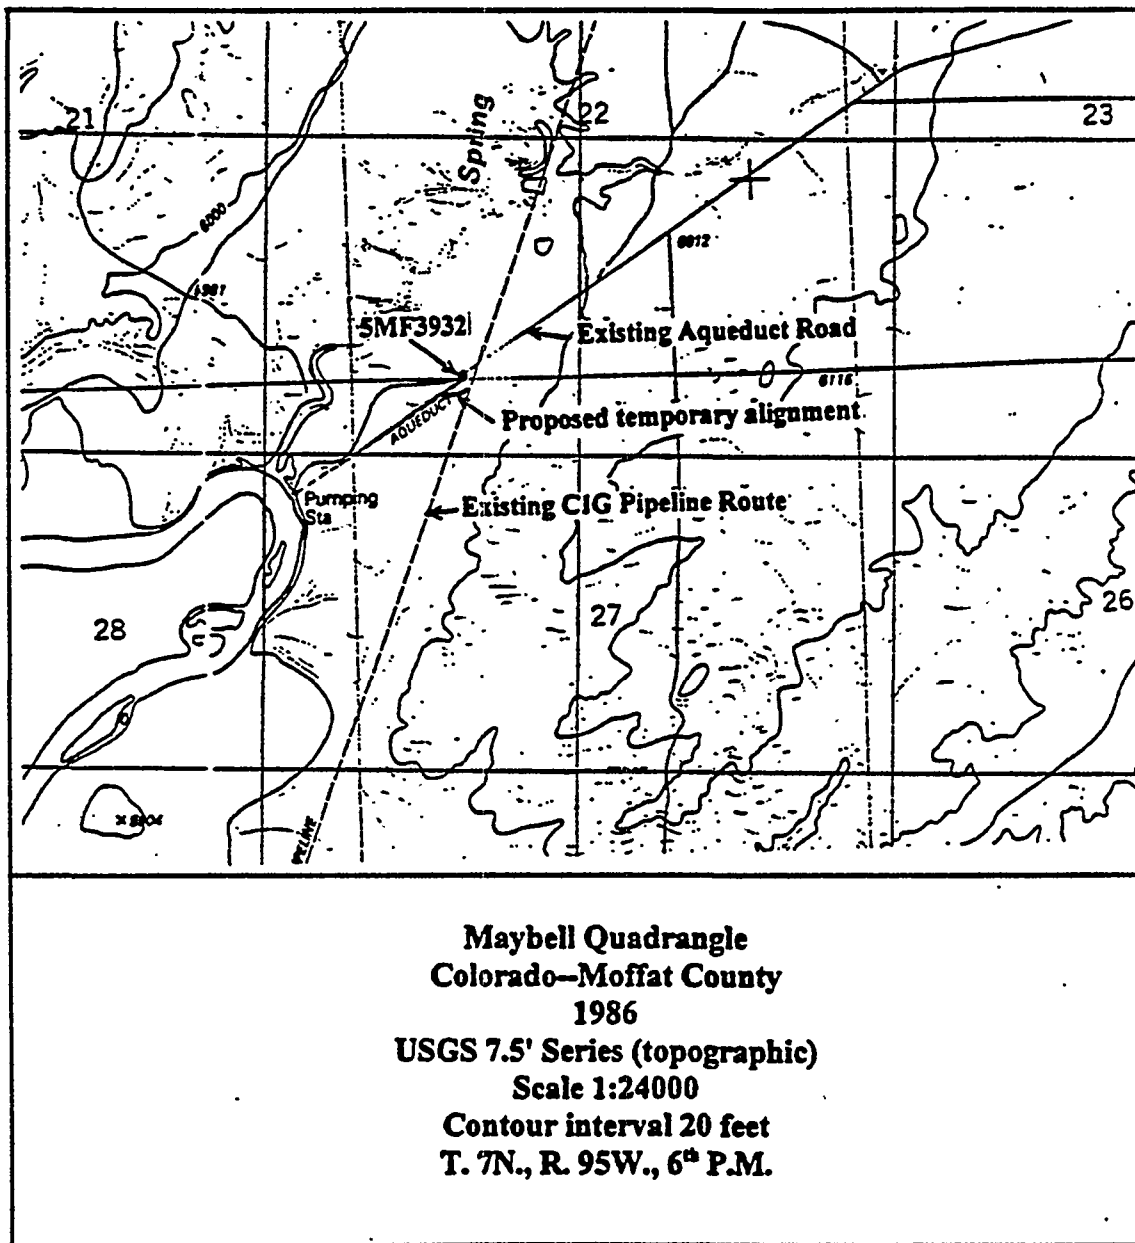 21
22
23
Spring
6000
6012
5MF3932
Existing Aqueduct Road
6116
AQUEDUCT
Proposed temporary alignment
Pumping
Sta
Existing CIG Pipeline Route
28
27
26
Maybell Quadrangle
Colorado--Moffat County
1986
USGS 7.5' Series (topographic)
Scale 1:24000
Contour interval 20 feet
T. 7N., R. 95W., 6th P.M.